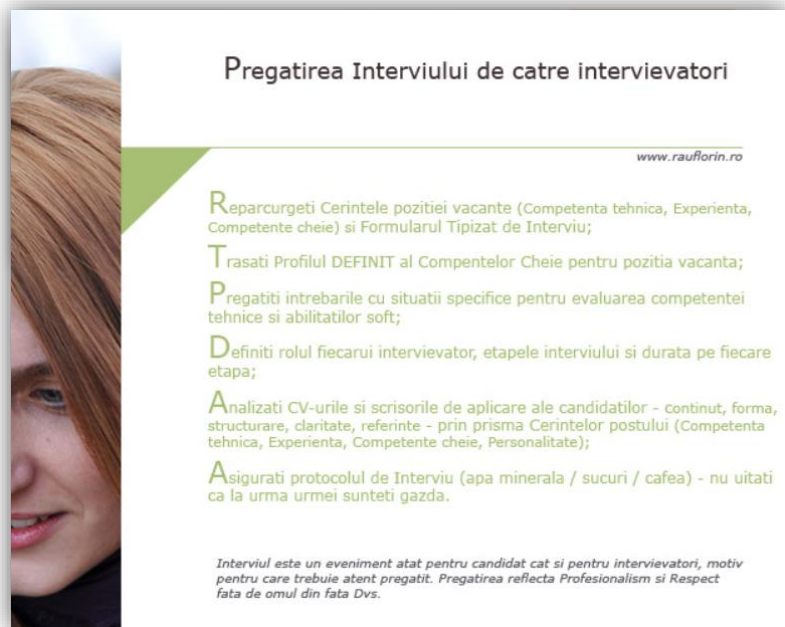 Pregatirea Interviului de catre intervievatori
www.rauflorin.ro
Reparcurgeti Cerintele pozitiei vacante (Competenta tehnica, Experienta,
Competente cheie) si Formularul Tipizat de Interviu;
Trasati Profilul DEFINIT al Compentelor Cheie pentru pozitia vacanta;
Pregatiti intrebarile cu situatii specifice pentru evaluarea competentei
tehnice si abilitatilor soft;
Definiti rolul fiecarui intervievator, etapele interviului si durata pe fiecare
etapa;
Analizati CV-urile si scrisorile de aplicare ale candidatilor - continut, forma,
structurare, claritate, referinte - prin prisma Cerintelor postului (Competenta
tehnica, Experienta, Competente cheie, Personalitate);
Asigurati protocolul de Interviu (apa minerala / sucuri / cafea) - nu uitati
ca la urma urmei sunteti gazda.
Interviul este un eveniment atat pentru candidat cat si pentru intervievatori, motiv
pentru care trebuie atent pregatit. Pregatirea reflecta Profesionalism si Respect
fata de omul din fata Dvs.